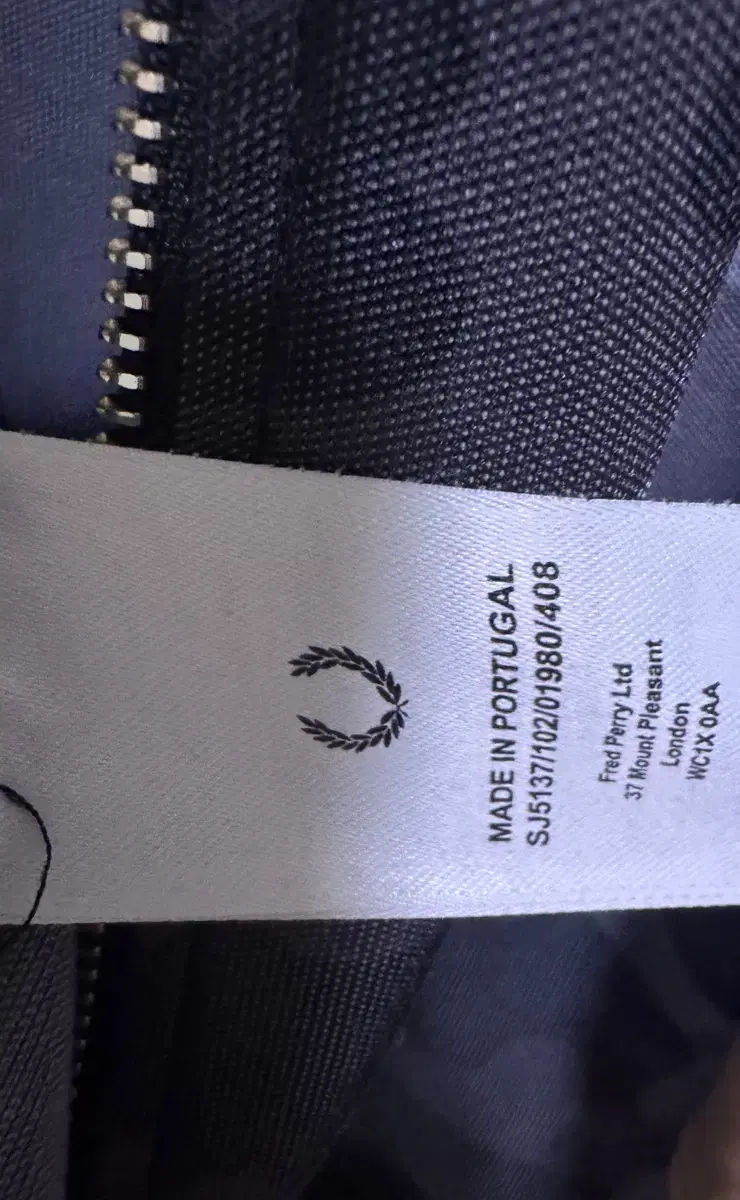 MADE IN PORTUGAL
SJ5137/102/01980/408
Fred Perry Ltd
37 Mount Pleasant
London
WC1X 0AA